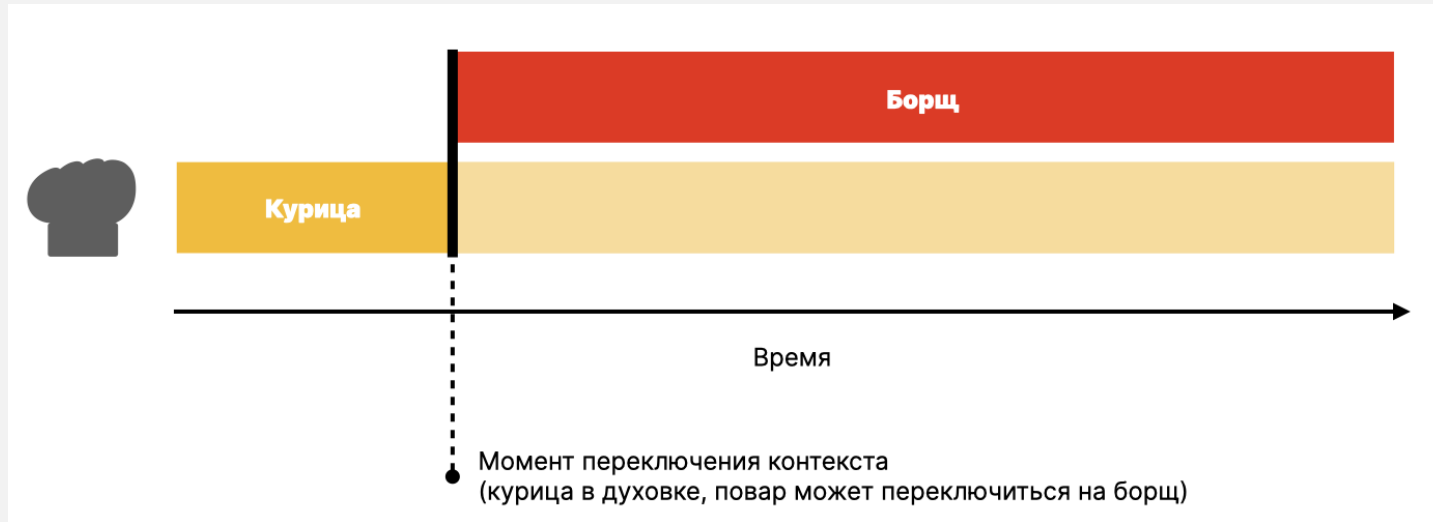 Борщ
Курица
Время
Момент переключения контекста
(курица в духовке, повар может переключиться на борщ)